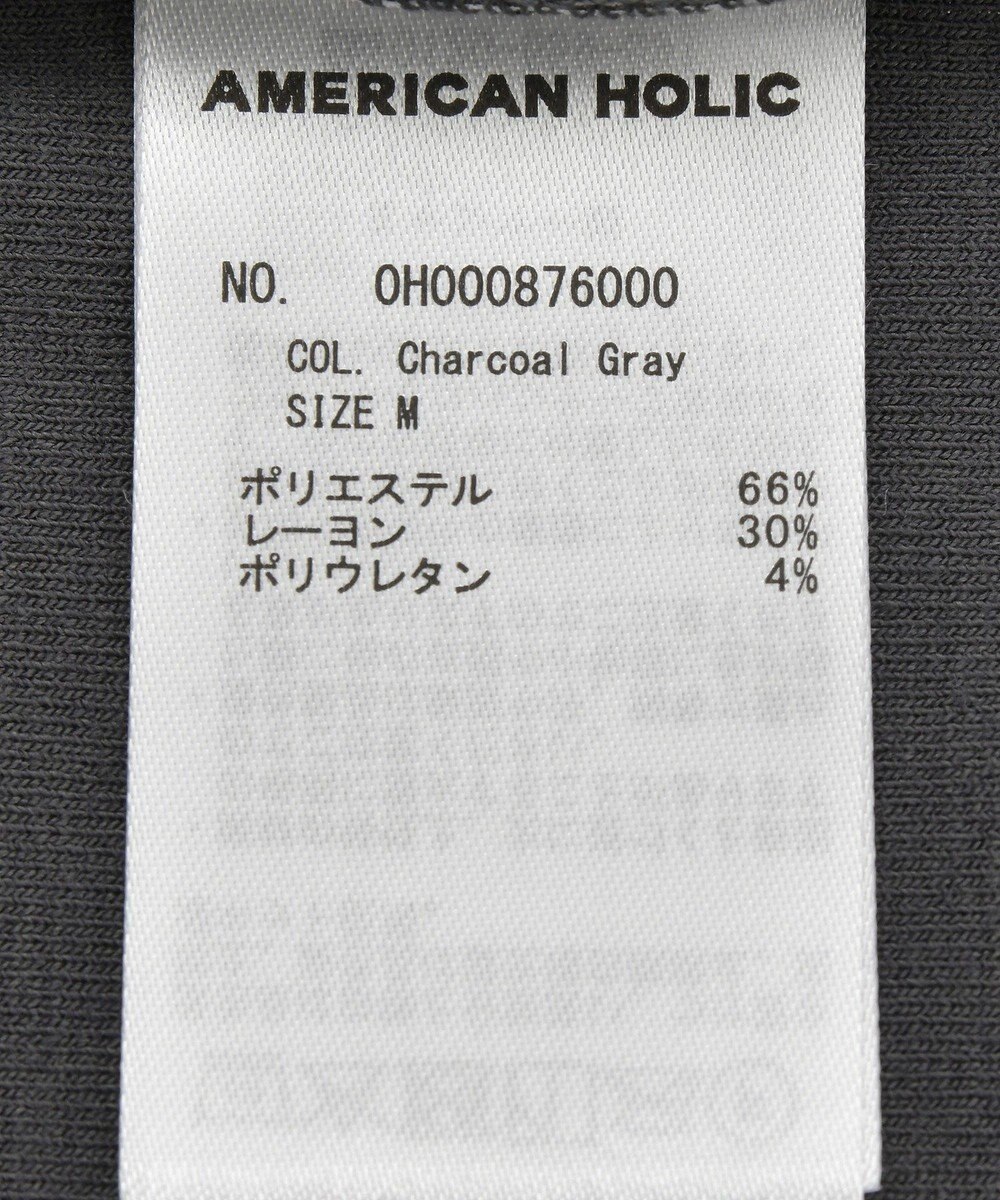 AMERICAN HOLIC
NO. 0H000876000
COL. Charcoal Gray
SIZE M
ポリエステル 66%
レーヨン 30%
ポリウレタン 4%